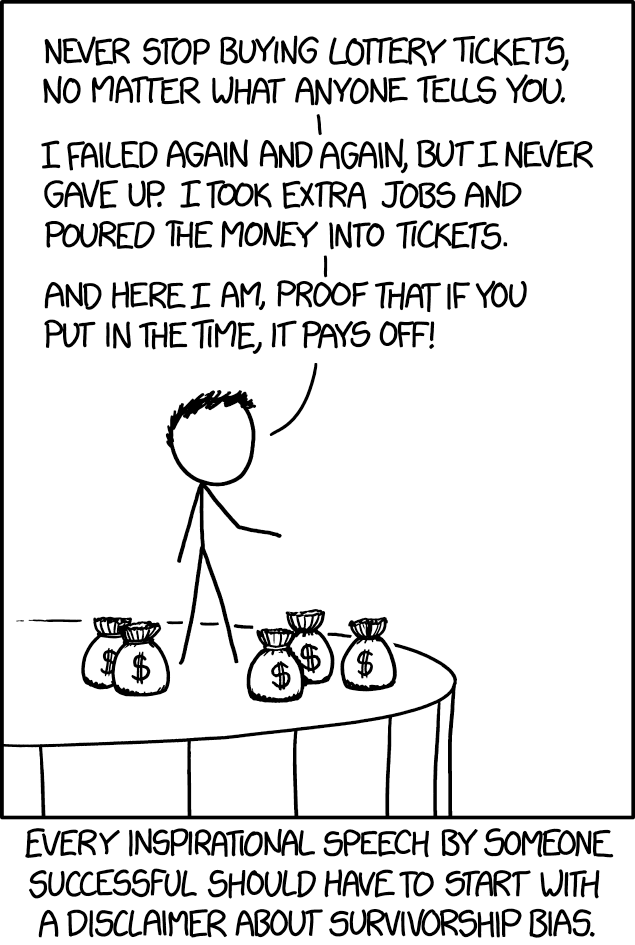 NEVER STOP BUYING LOTTERY TICKETS,
NO MATTER WHAT ANYONE TELLS YOU.
I FAILED AGAIN AND AGAIN, BUT I NEVER
GAVE UP. I TOOK EXTRA JOBS AND
POURED THE MONEY INTO TICKETS.
AND HERE I AM, PROOF THAT IF YOU
PUT IN THE TIME, IT PAYS OFF!
$ $ $ $ $
EVERY INSPIRATIONAL SPEECH BY SOMEONE
SUCCESSFUL SHOULD HAVE TO START WITH
A DISCLAIMER ABOUT SURVIVORSHIP BIAS.